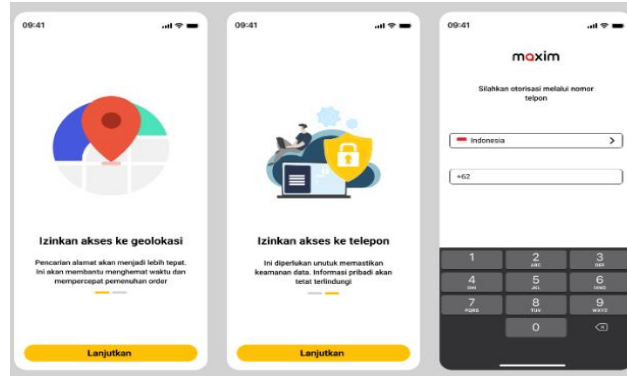 09:41
Izinkan akses ke geolokasi
Pencarian alamat akan menjadi lebih tepat.
Ini akan membantu menghemat waktu dan
mempercepat pemenuhan order
Lanjutkan
09:41
Izinkan akses ke telepon
Ini diperlukan unutuk memastikan
keamanan data. Informasi pribadi akan
tetat terlindungi
Lanjutkan
09:41
maxim
Silahkan otorisasi melalui nomor
telpon
Indonesia
+62
1
2
ABC
3
DEF
4
GHI
5
JKL
6
MNO
7
PQRS
8
TUV
9
WXYZ
0